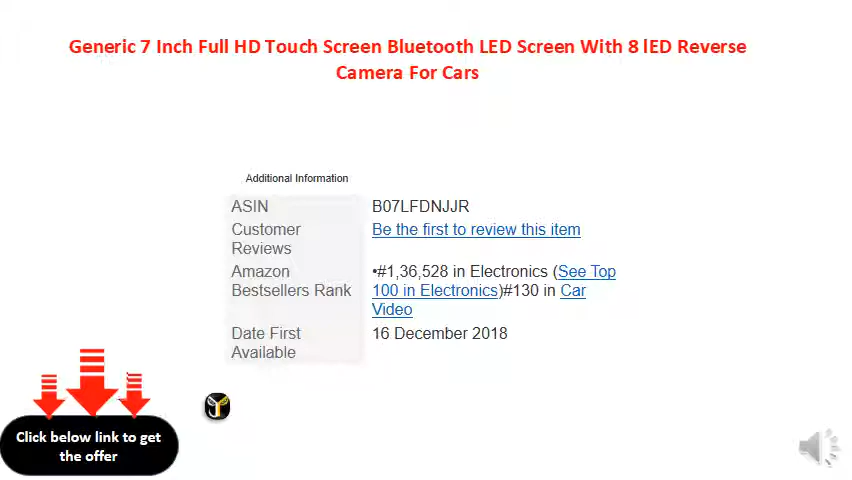 Generic 7 Inch Full HD Touch Screen Bluetooth LED Screen With 8 lED Reverse
Camera For Cars
Additional Information
ASIN B07LFDNJJR
Customer Be the first to review this item
Reviews
Amazon •#1,36,528 in Electronics (See Top
Bestsellers Rank 100 in Electronics)#130 in Car
Video
Date First 16 December 2018
Available
Click below link to get
the offer